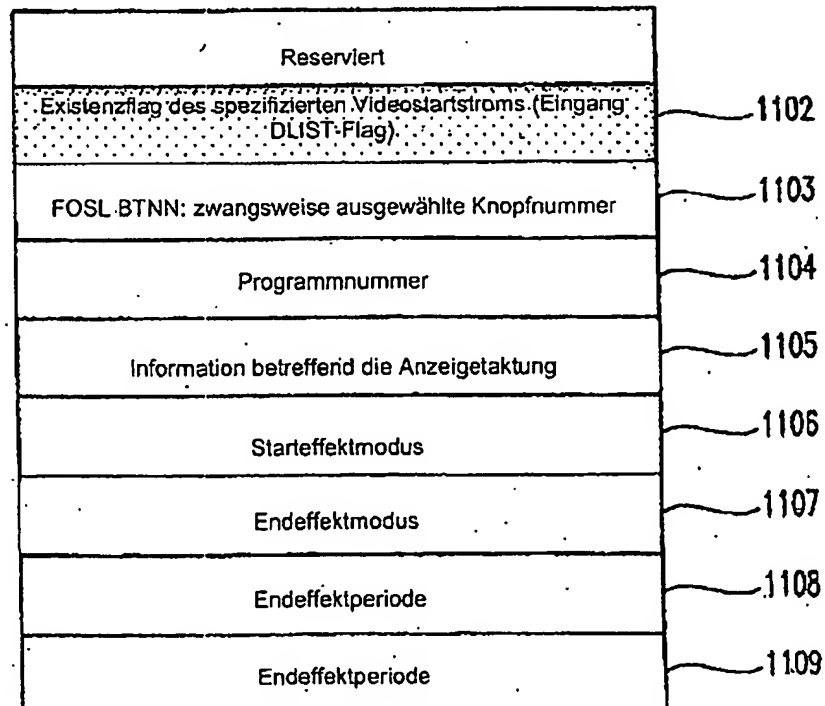 Reserviert
Existenzflag des spezifizierten Videostartstroms (Eingang
DLIST-Flag)
1102
FOSL BTNN: zwangsweise ausgewählte Knopfnummer
1103
Programmnummer
1104
Information betreffend die Anzeigetaktung
1105
Starteffektmodus
1106
Endeffektmodus
1107
Endeffektperiode
1108
Endeffektperiode
1109